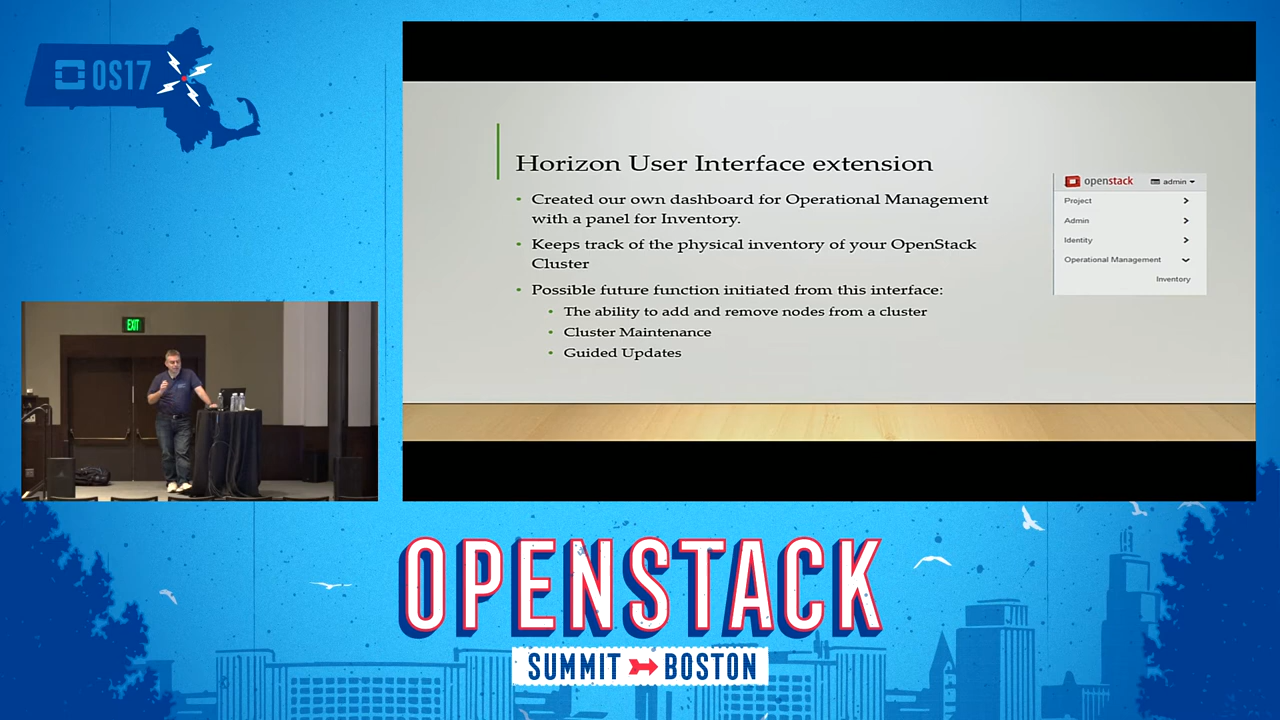 OS17
EXIT
Horizon User Interface extension
• Created our own dashboard for Operational Management
with a panel for Inventory.
• Keeps track of the physical inventory of your OpenStack
Cluster
• Possible future function initiated from this interface:
• The ability to add and remove nodes from a cluster
• Cluster Maintenance
• Guided Updates
openstack admin
Project
Admin
Identity
Operational Management
Inventory
OPENSTACK
SUMMIT BOSTON